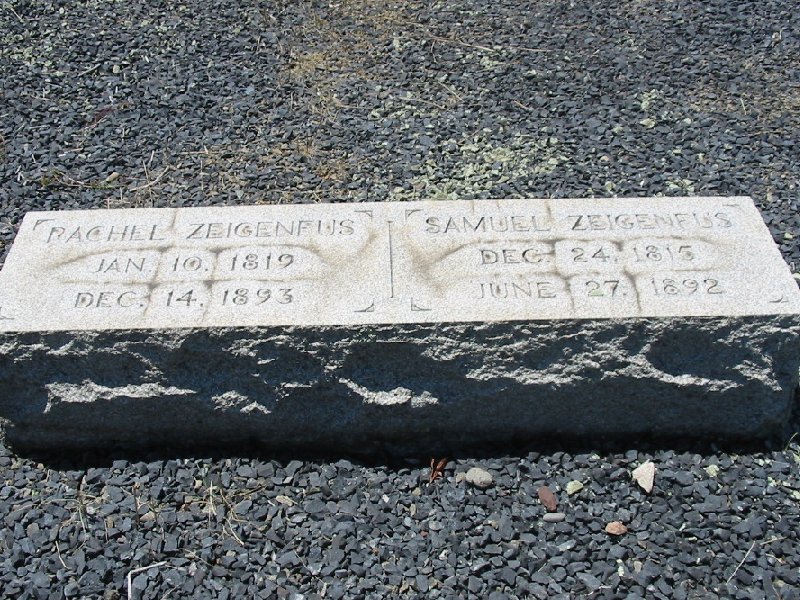 RACHEL ZEIGENFUS
JAN. 10. 1819
DEC. 14. 1893
SAMUEL ZEIGENFUS
DEC. 24. 1815
JUNE 27. 1892